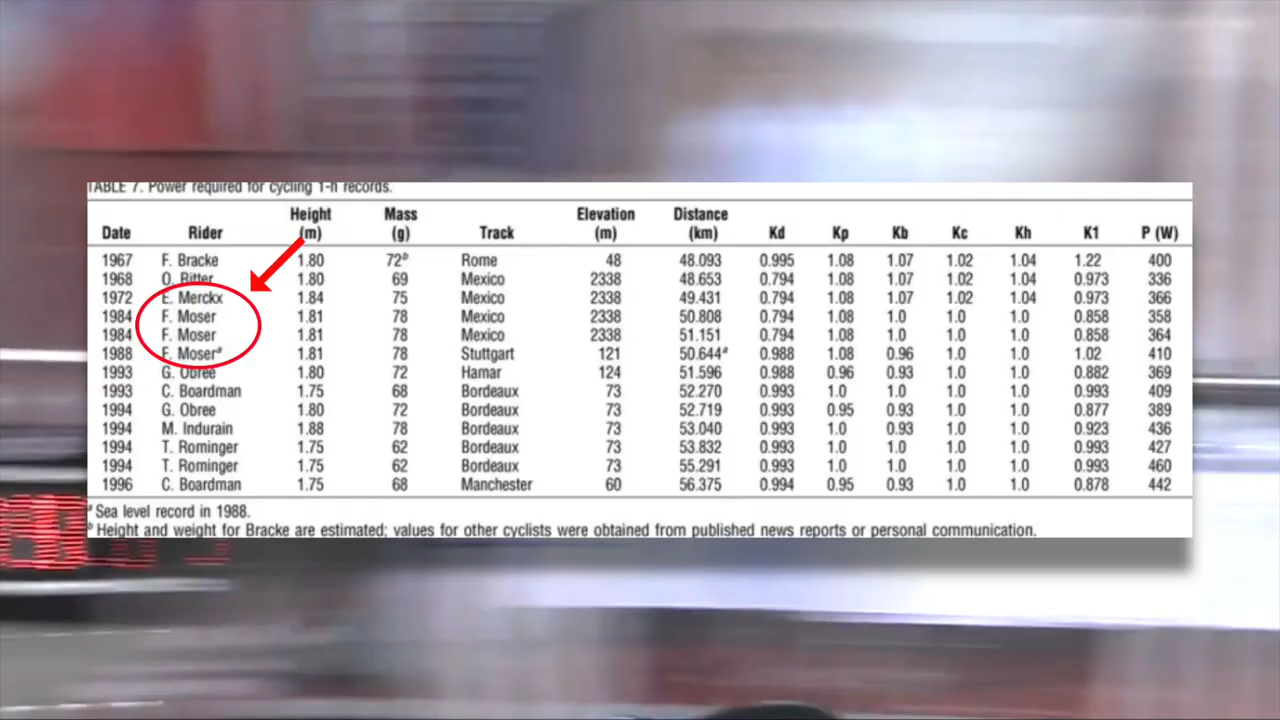 TABLE 7. Power required for cycling 1-h records.
Height Mass Elevation Distance
Date Rider (m) (g) Track (m) (km) Kd Kp Kb Kc Kh K1 P (W)
1967 F. Bracke 1.80 72b Rome 48 48.093 0.995 1.08 1.07 1.02 1.04 1.22 400
1968 O. Ritter 1.80 69 Mexico 2338 48.653 0.794 1.08 1.07 1.02 1.04 0.973 336
1972 E. Merckx 1.84 75 Mexico 2338 49.431 0.794 1.08 1.07 1.02 1.04 0.973 366
1984 F. Moser 1.81 78 Mexico 2338 50.808 0.794 1.08 1.0 1.0 1.0 0.858 358
1984 F. Moser 1.81 78 Mexico 2338 51.151 0.794 1.08 1.0 1.0 1.0 0.858 364
1988 F. Mosera 1.81 78 Stuttgart 121 50.644a 0.988 1.08 0.96 1.0 1.0 1.02 410
1993 G. Obree 1.80 72 Hamar 124 51.596 0.988 0.96 0.93 1.0 1.0 0.882 369
1993 C. Boardman 1.75 68 Bordeaux 73 52.270 0.993 1.0 1.0 1.0 1.0 0.993 409
1994 G. Obree 1.80 72 Bordeaux 73 52.719 0.993 0.95 0.93 1.0 1.0 0.877 389
1994 M. Indurain 1.88 78 Bordeaux 73 53.040 0.993 1.0 0.93 1.0 1.0 0.923 436
1994 T. Rominger 1.75 62 Bordeaux 73 53.832 0.993 1.0 1.0 1.0 1.0 0.993 427
1994 T. Rominger 1.75 62 Bordeaux 73 55.291 0.993 1.0 1.0 1.0 1.0 0.993 460
1996 C. Boardman 1.75 68 Manchester 60 56.375 0.994 0.95 0.93 1.0 1.0 0.878 442
a Sea level record in 1988.
b Height and weight for Bracke are estimated; values for other cyclists were obtained from published news reports or personal communication.